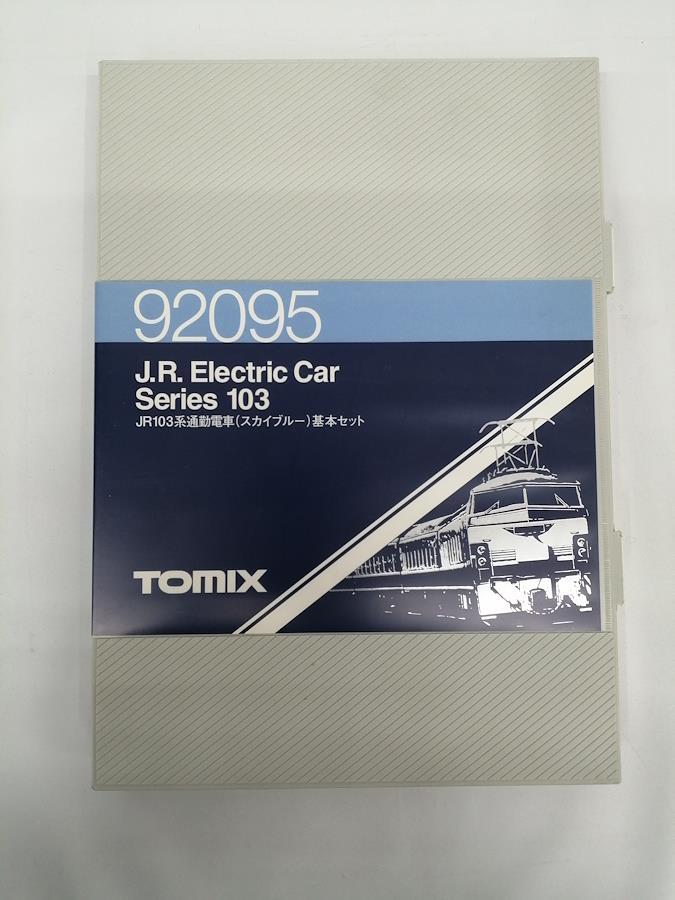 92095
J.R. Electric Car
Series 103
JR103系通勤電車(スカイブルー)基本セット
TOMIX